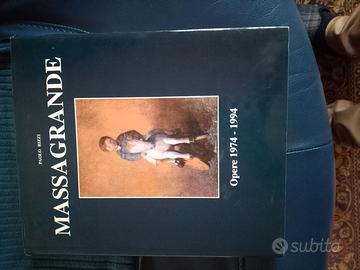 PAOLO RIZZI
MASSAGRANDE
Opere 1974 - 1994
subito